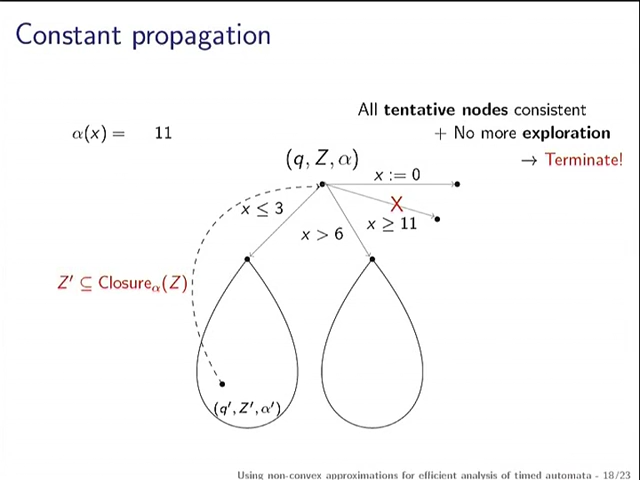 Constant propagation
All tentative nodes consistent
α(x) = 11
+ No more exploration
→ Terminate!
(q, Z, α)
x := 0
x ≤ 3
X
x ≥ 11
x > 6
Z′ ⊆ Closureα(Z)
(q′, Z′, α′)
Using non-convex approximations for efficient analysis of timed automata - 18/23